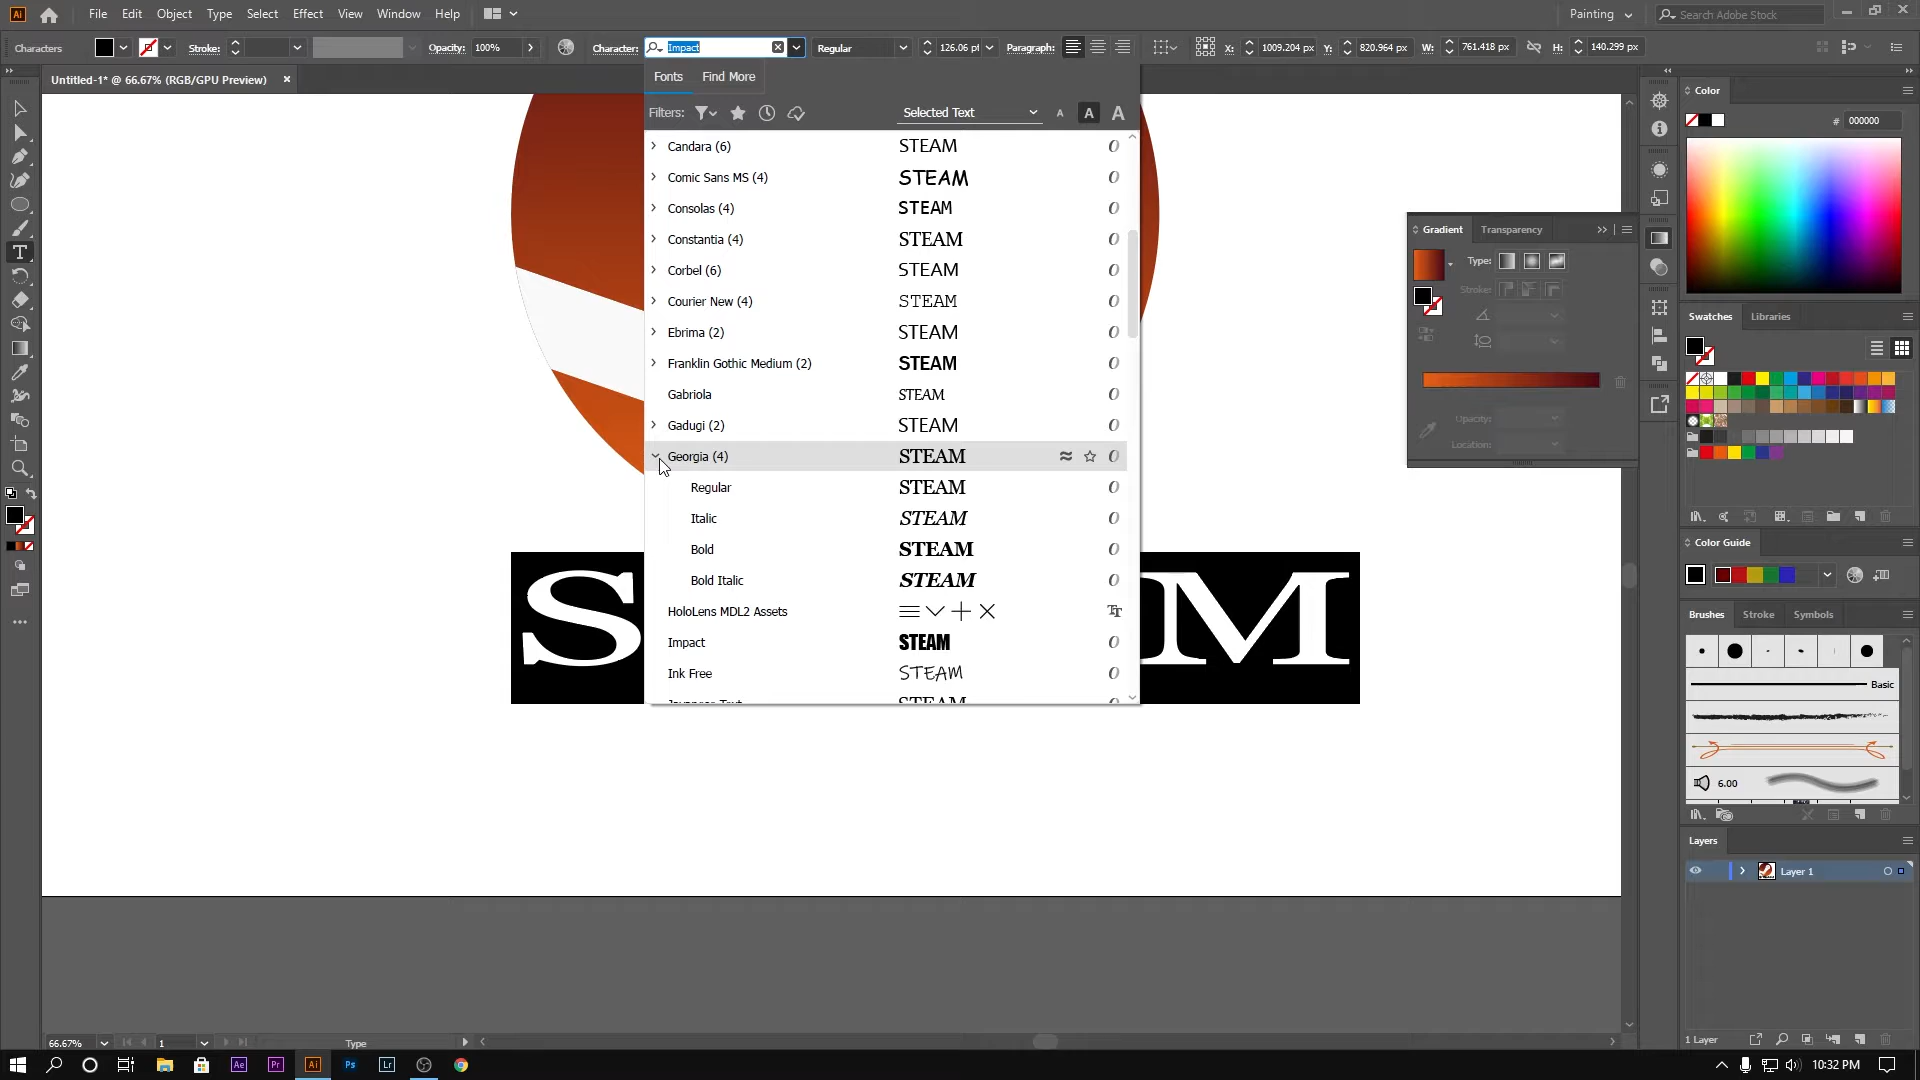 File Edit Object Type Select Effect View Window Help
Painting
Search Adobe Stock
Characters
Stroke:
Opacity: 100%
Character: Impact
Regular
126.06 pt
Paragraph:
X: 1009.204 px
Y: 820.964 px
W: 761.418 px
H: 140.299 px
Untitled-1* @ 66.67% (RGB/GPU Preview)
Fonts Find More
Filters:
Selected Text
A A A
Candara (6) STEAM
Comic Sans MS (4) STEAM
Consolas (4) STEAM
Constantia (4) STEAM
Corbel (6) STEAM
Courier New (4) STEAM
Ebrima (2) STEAM
Franklin Gothic Medium (2) STEAM
Gabriola STEAM
Gadugi (2) STEAM
Georgia (4) STEAM
Regular STEAM
Italic STEAM
Bold STEAM
Bold Italic STEAM
HoloLens MDL2 Assets
Impact STEAM
Ink Free STEAM
S M
Gradient Transparency
Type:
Stroke:
Opacity:
Location:
Color
# 000000
Swatches Libraries
Color Guide
Brushes Stroke Symbols
Basic
6.00
Layers
Layer 1
1 Layer
66.67%
1
Type
Ae Pr Ai Ps Lr
10:32 PM